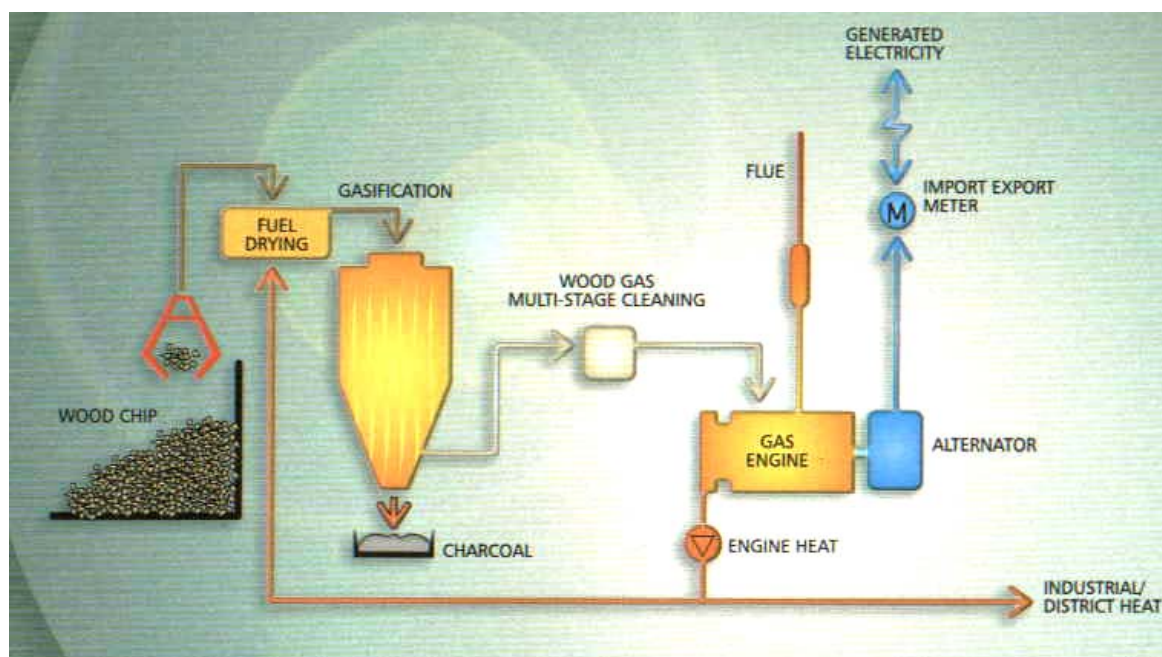 GENERATED
ELECTRICITY
FLUE
IMPORT EXPORT
METER
M
GASIFICATION
FUEL
DRYING
WOOD GAS
MULTI-STAGE CLEANING
WOOD CHIP
GAS
ENGINE
ALTERNATOR
CHARCOAL
ENGINE HEAT
INDUSTRIAL/
DISTRICT HEAT